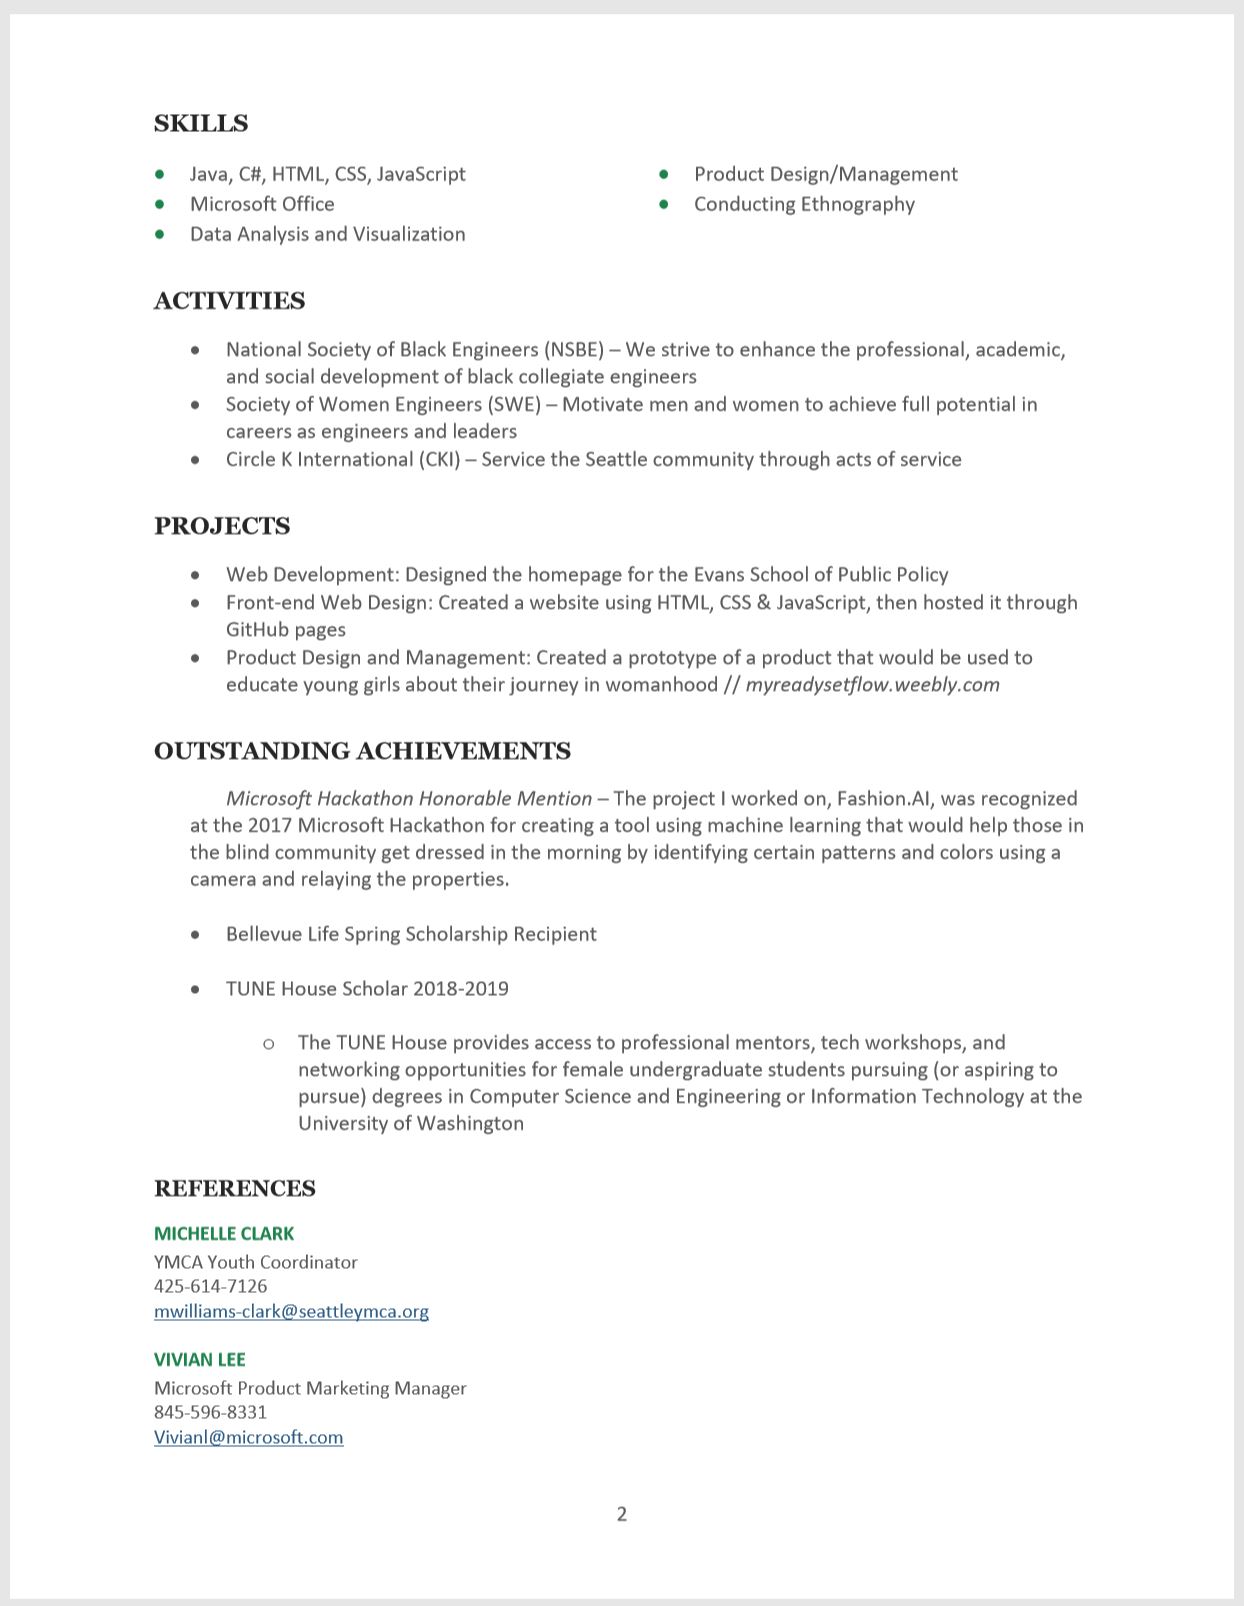 SKILLS
● Java, C#, HTML, CSS, JavaScript
● Microsoft Office
● Data Analysis and Visualization
● Product Design/Management
● Conducting Ethnography
ACTIVITIES
● National Society of Black Engineers (NSBE) – We strive to enhance the professional, academic,
and social development of black collegiate engineers
● Society of Women Engineers (SWE) – Motivate men and women to achieve full potential in
careers as engineers and leaders
● Circle K International (CKI) – Service the Seattle community through acts of service
PROJECTS
● Web Development: Designed the homepage for the Evans School of Public Policy
● Front-end Web Design: Created a website using HTML, CSS & JavaScript, then hosted it through
GitHub pages
● Product Design and Management: Created a prototype of a product that would be used to
educate young girls about their journey in womanhood // myreadysetflow.weebly.com
OUTSTANDING ACHIEVEMENTS
Microsoft Hackathon Honorable Mention – The project I worked on, Fashion.AI, was recognized
at the 2017 Microsoft Hackathon for creating a tool using machine learning that would help those in
the blind community get dressed in the morning by identifying certain patterns and colors using a
camera and relaying the properties.
● Bellevue Life Spring Scholarship Recipient
● TUNE House Scholar 2018-2019
○ The TUNE House provides access to professional mentors, tech workshops, and
networking opportunities for female undergraduate students pursuing (or aspiring to
pursue) degrees in Computer Science and Engineering or Information Technology at the
University of Washington
REFERENCES
MICHELLE CLARK
YMCA Youth Coordinator
425-614-7126
mwilliams-clark@seattleymca.org
VIVIAN LEE
Microsoft Product Marketing Manager
845-596-8331
Vivianl@microsoft.com
2